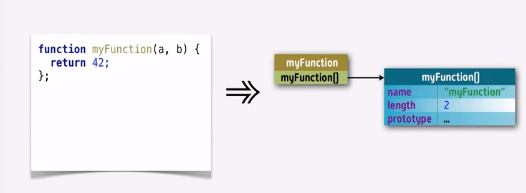 function myFunction(a, b) {
return 42;
};
myFunction
myFunction()
myFunction()
name "myFunction"
length 2
prototype …